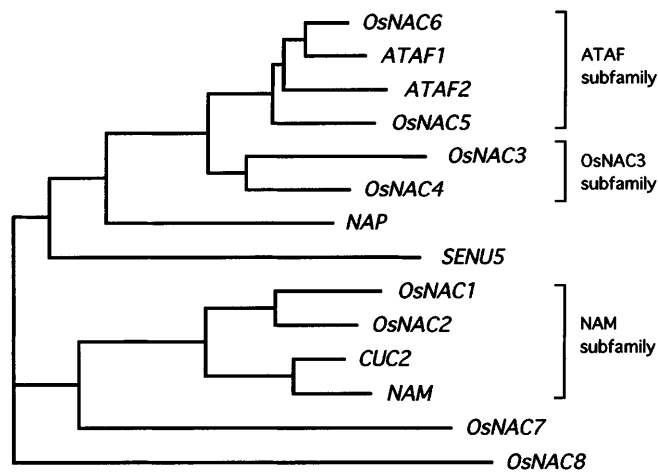 OsNAC6
ATAF1
ATAF2
OsNAC5
ATAF
subfamily
OsNAC3
OsNAC4
OsNAC3
subfamily
NAP
SENU5
OsNAC1
OsNAC2
CUC2
NAM
NAM
subfamily
OsNAC7
OsNAC8